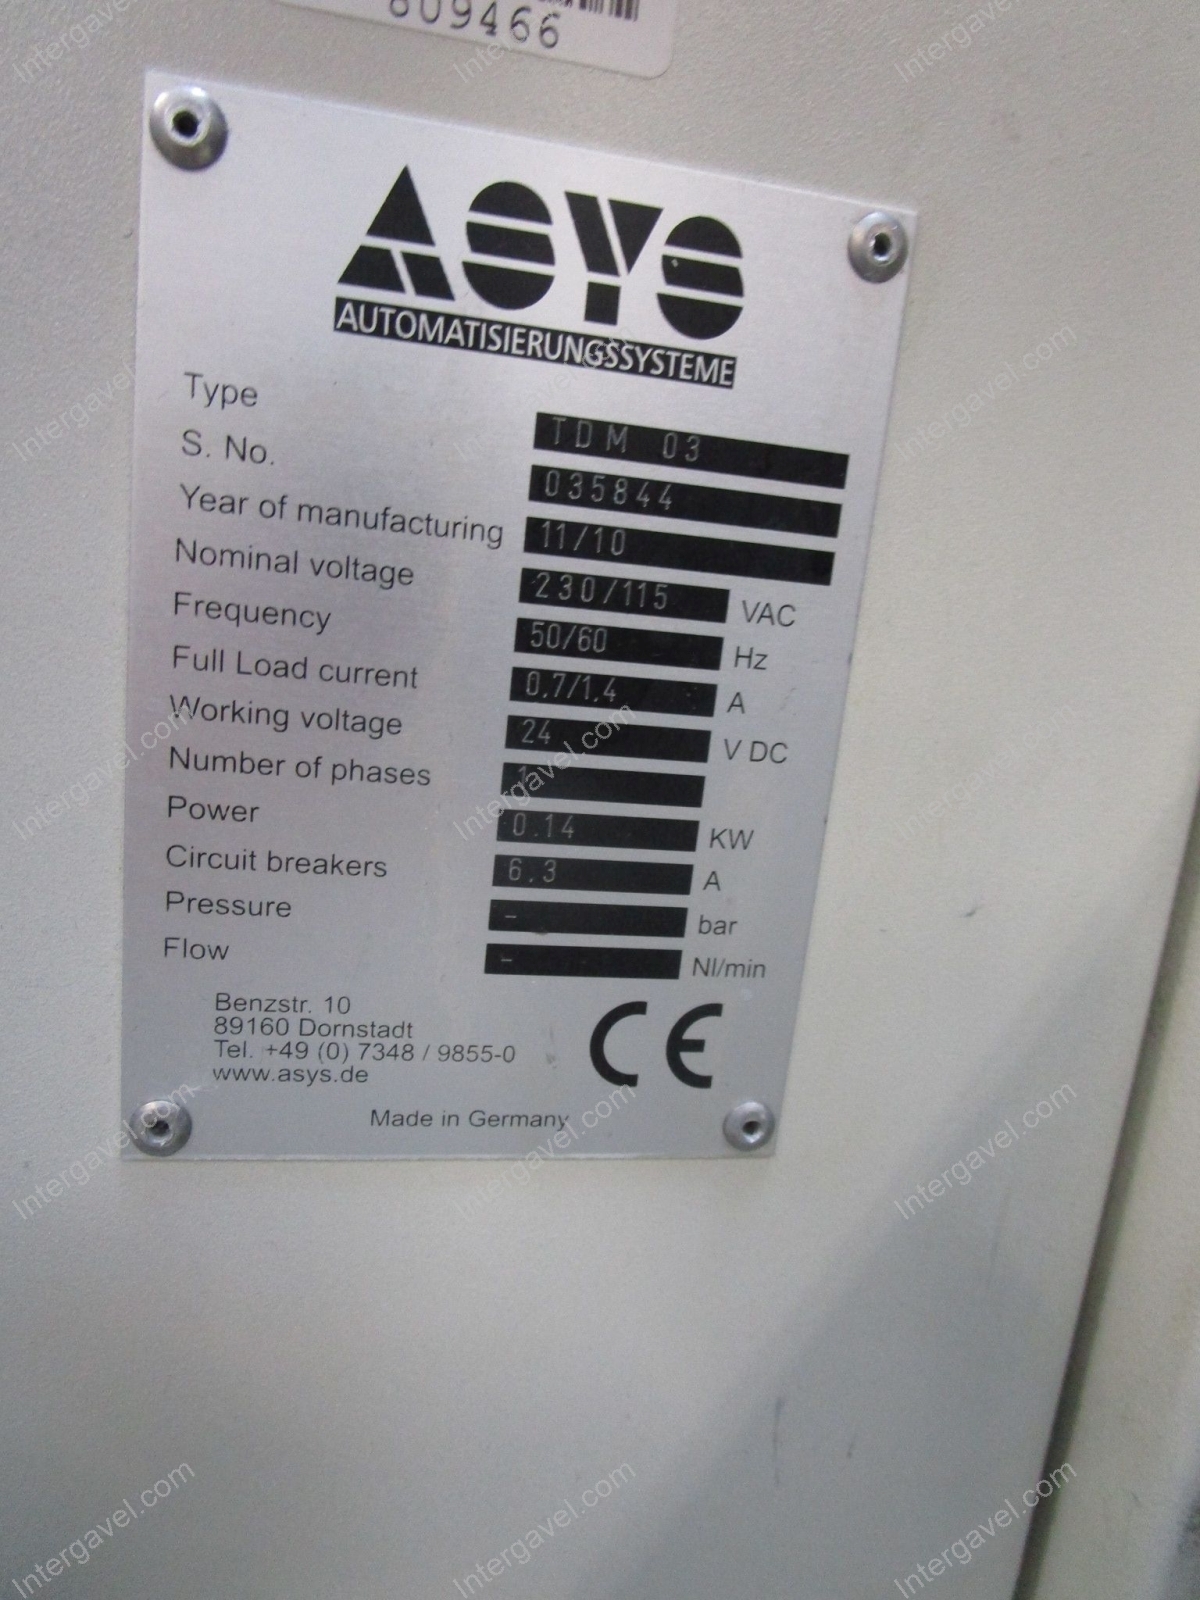 809466
ASYS
AUTOMATISIERUNGSSYSTEME
Type TDM 03
S. No. 035844
Year of manufacturing 11/10
Nominal voltage 230/115 VAC
Frequency 50/60 Hz
Full Load current 0.7/1.4 A
Working voltage 24 V DC
Number of phases 1
Power 0.14 KW
Circuit breakers 6.3 A
Pressure - bar
Flow - Nl/min
Benzstr. 10
89160 Dornstadt
Tel. +49 (0) 7348 / 9855-0
www.asys.de
CE
Made in Germany
Intergavel.com